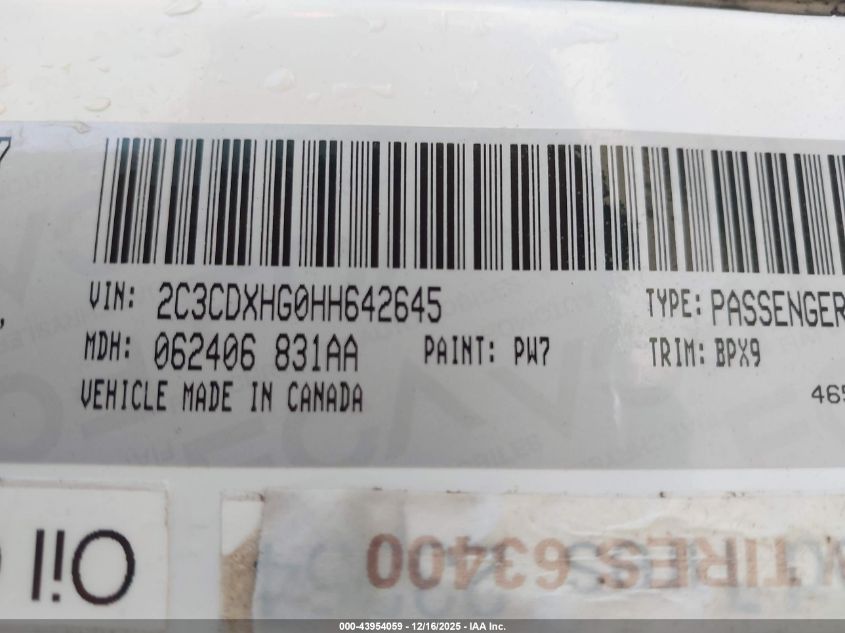 VIN: 2C3CDXHG0HH642645 TYPE: PASSENGER
MDH: 062406 831AA PAINT: PW7 TRIM: BPX9
VEHICLE MADE IN CANADA 465
Oil
TIRES: 63400
000-43954059 - 12/16/2025 - IAA Inc.